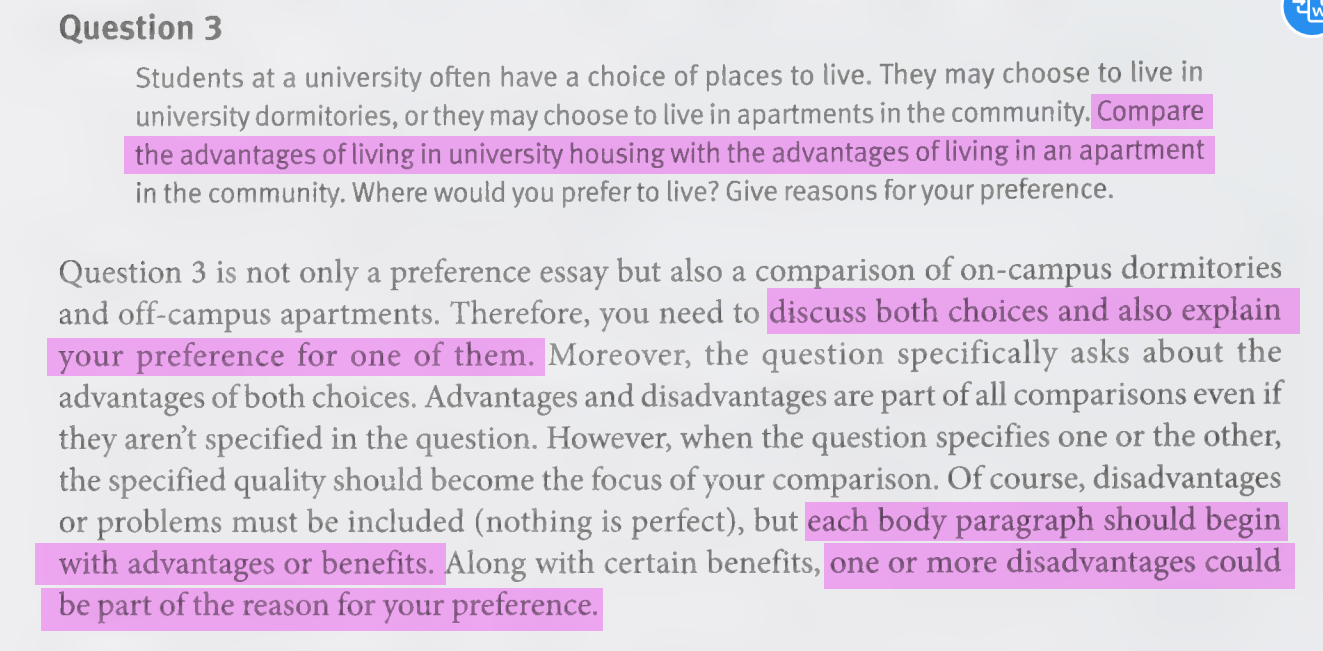 Question 3
Students at a university often have a choice of places to live. They may choose to live in
university dormitories, or they may choose to live in apartments in the community. Compare
the advantages of living in university housing with the advantages of living in an apartment
in the community. Where would you prefer to live? Give reasons for your preference.
Question 3 is not only a preference essay but also a comparison of on-campus dormitories
and off-campus apartments. Therefore, you need to discuss both choices and also explain
your preference for one of them. Moreover, the question specifically asks about the
advantages of both choices. Advantages and disadvantages are part of all comparisons even if
they aren't specified in the question. However, when the question specifies one or the other,
the specified quality should become the focus of your comparison. Of course, disadvantages
or problems must be included (nothing is perfect), but each body paragraph should begin
with advantages or benefits. Along with certain benefits, one or more disadvantages could
be part of the reason for your preference.